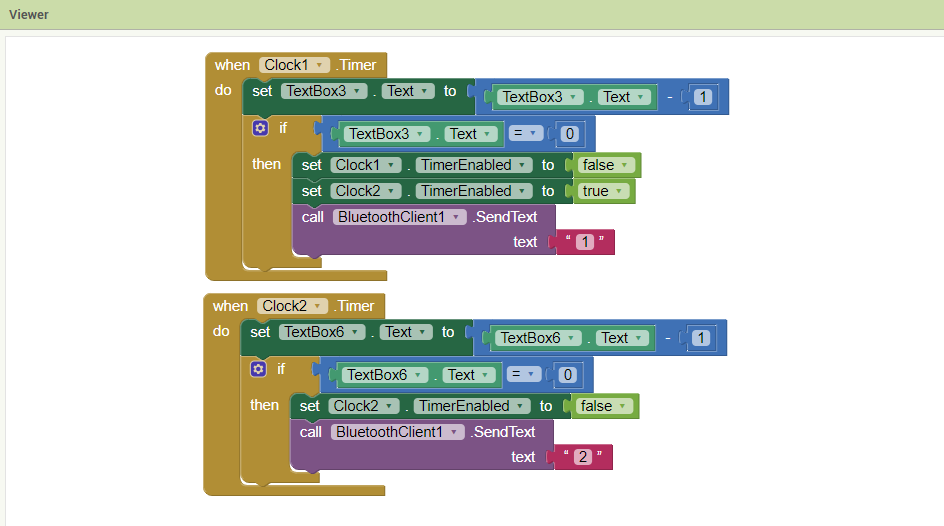 Viewer
when Clock1 .Timer
do set TextBox3 . Text to TextBox3 . Text - 1
if TextBox3 . Text = 0
then set Clock1 . TimerEnabled to false
set Clock2 . TimerEnabled to true
call BluetoothClient1 .SendText
text " 1 "
when Clock2 .Timer
do set TextBox6 . Text to TextBox6 . Text - 1
if TextBox6 . Text = 0
then set Clock2 . TimerEnabled to false
call BluetoothClient1 .SendText
text " 2 "